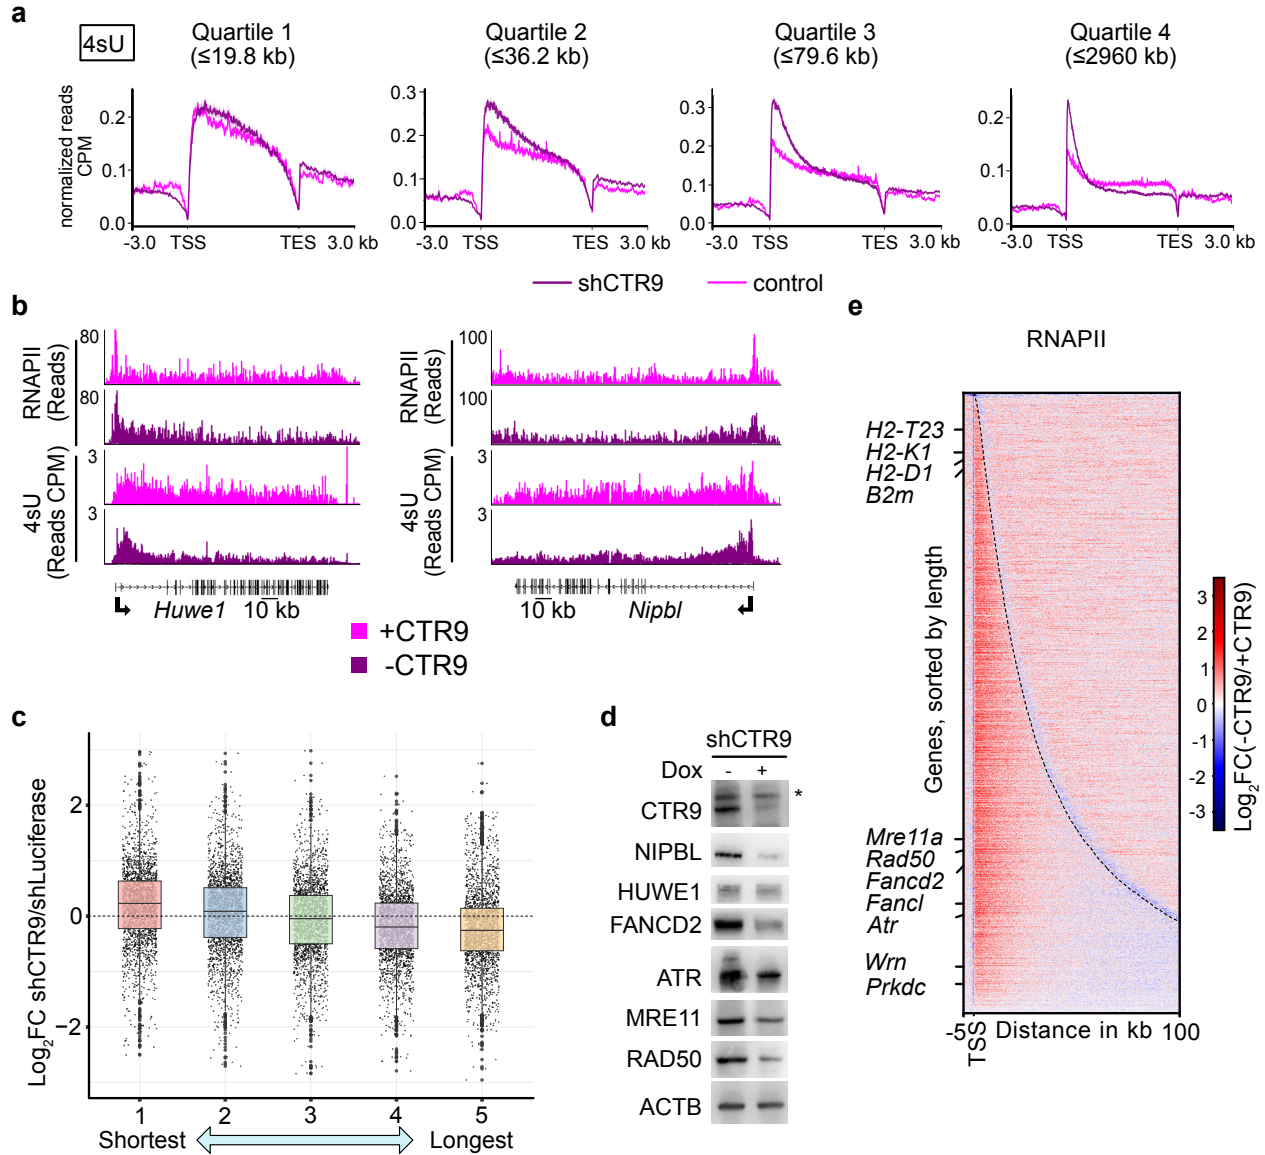 a
4sU
Quartile 1
(≤19.8 kb)
Quartile 2
(≤36.2 kb)
Quartile 3
(≤79.6 kb)
Quartile 4
(≤2960 kb)
normalized reads
CPM
0.2
0.1
0.0
-3.0 TSS TES 3.0 kb
0.3
0.2
0.1
0.0
-3.0 TSS TES 3.0 kb
0.3
0.2
0.1
0.0
-3.0 TSS TES 3.0 kb
0.2
0.1
0.0
-3.0 TSS TES 3.0 kb
shCTR9 control
b
RNAPII
(Reads)
80
80
4sU
(Reads CPM)
3
3
Huwe1 10 kb
RNAPII
(Reads)
100
100
4sU
(Reads CPM)
3
3
10 kb Nipbl
+CTR9
-CTR9
c
Log2FC shCTR9/shLuciferase
2
0
−2
1 2 3 4 5
Shortest Longest
d
shCTR9
Dox - +
CTR9 *
NIPBL
HUWE1
FANCD2
ATR
MRE11
RAD50
ACTB
e
RNAPII
Genes, sorted by length
H2-T23
H2-K1
H2-D1
B2m
Mre11a
Rad50
Fancd2
Fancl
Atr
Wrn
Prkdc
-5 TSS Distance in kb 100
3
2
1
0
-1
-2
-3
Log2FC(-CTR9/+CTR9)